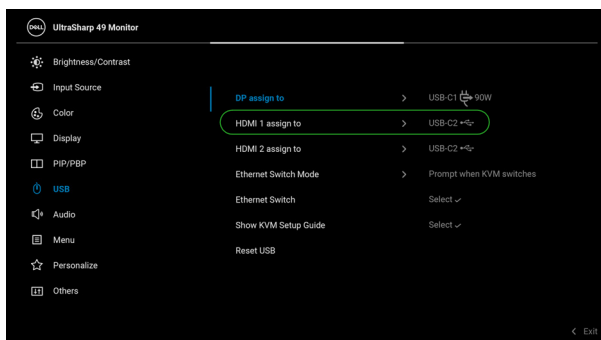 DELL UltraSharp 49 Monitor
Brightness/Contrast
Input Source
Color
Display
PIP/PBP
USB
Audio
Menu
Personalize
Others
DP assign to > USB-C1 90W
HDMI 1 assign to > USB-C2
HDMI 2 assign to > USB-C2
Ethernet Switch Mode > Prompt when KVM switches
Ethernet Switch Select ✓
Show KVM Setup Guide Select ✓
Reset USB
< Exit